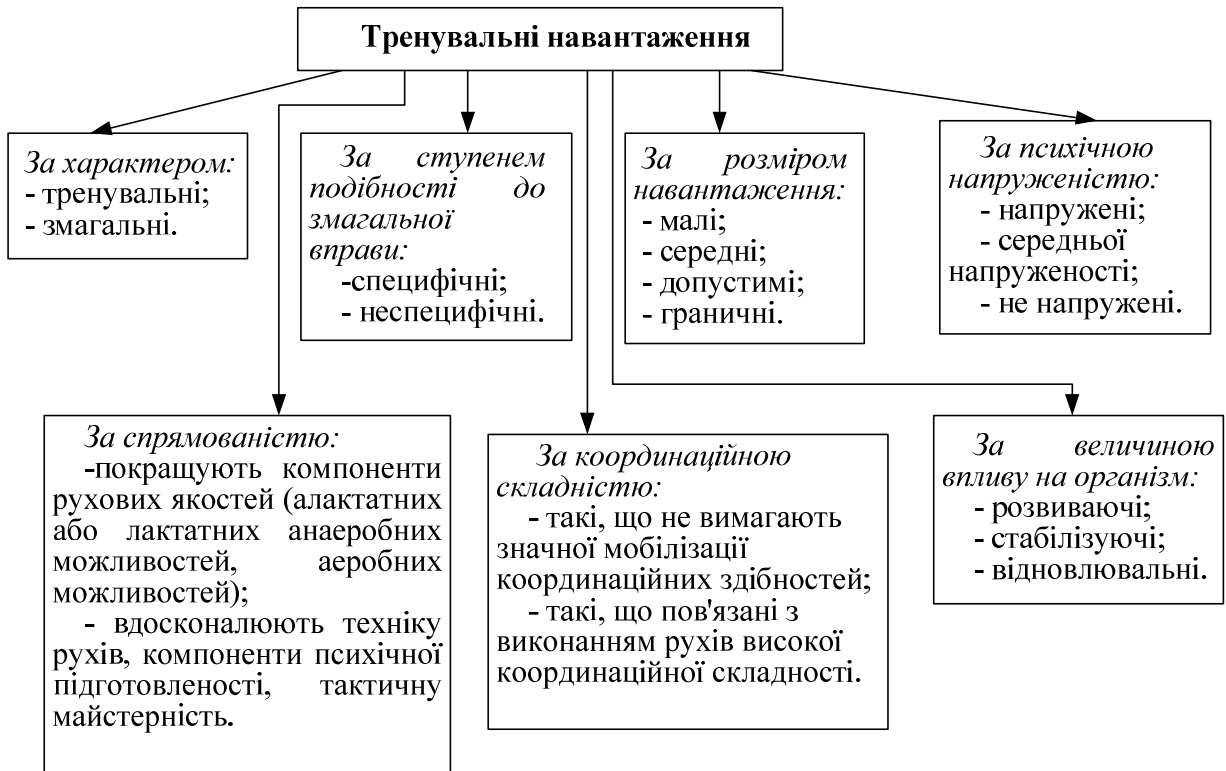 Тренувальні навантаження
За характером:
- тренувальні;
- змагальні.
За ступенем
подібності до
змагальної
вправи:
-специфічні;
- неспецифічні.
За розміром
навантаження:
- малі;
- середні;
- допустимі;
- граничні.
За психічною
напруженістю:
- напружені;
- середньої
напруженості;
- не напружені.
За спрямованістю:
-покращують компоненти
рухових якостей (алактатних
або лактатних анаеробних
можливостей, аеробних
можливостей);
- вдосконалюють техніку
рухів, компоненти психічної
підготовленості, тактичну
майстерність.
За координаційною
складністю:
- такі, що не вимагають
значної мобілізації
координаційних здібностей;
- такі, що пов'язані з
виконанням рухів високої
координаційної складності.
За величиною
впливу на організм:
- розвиваючі;
- стабілізуючі;
- відновлювальні.